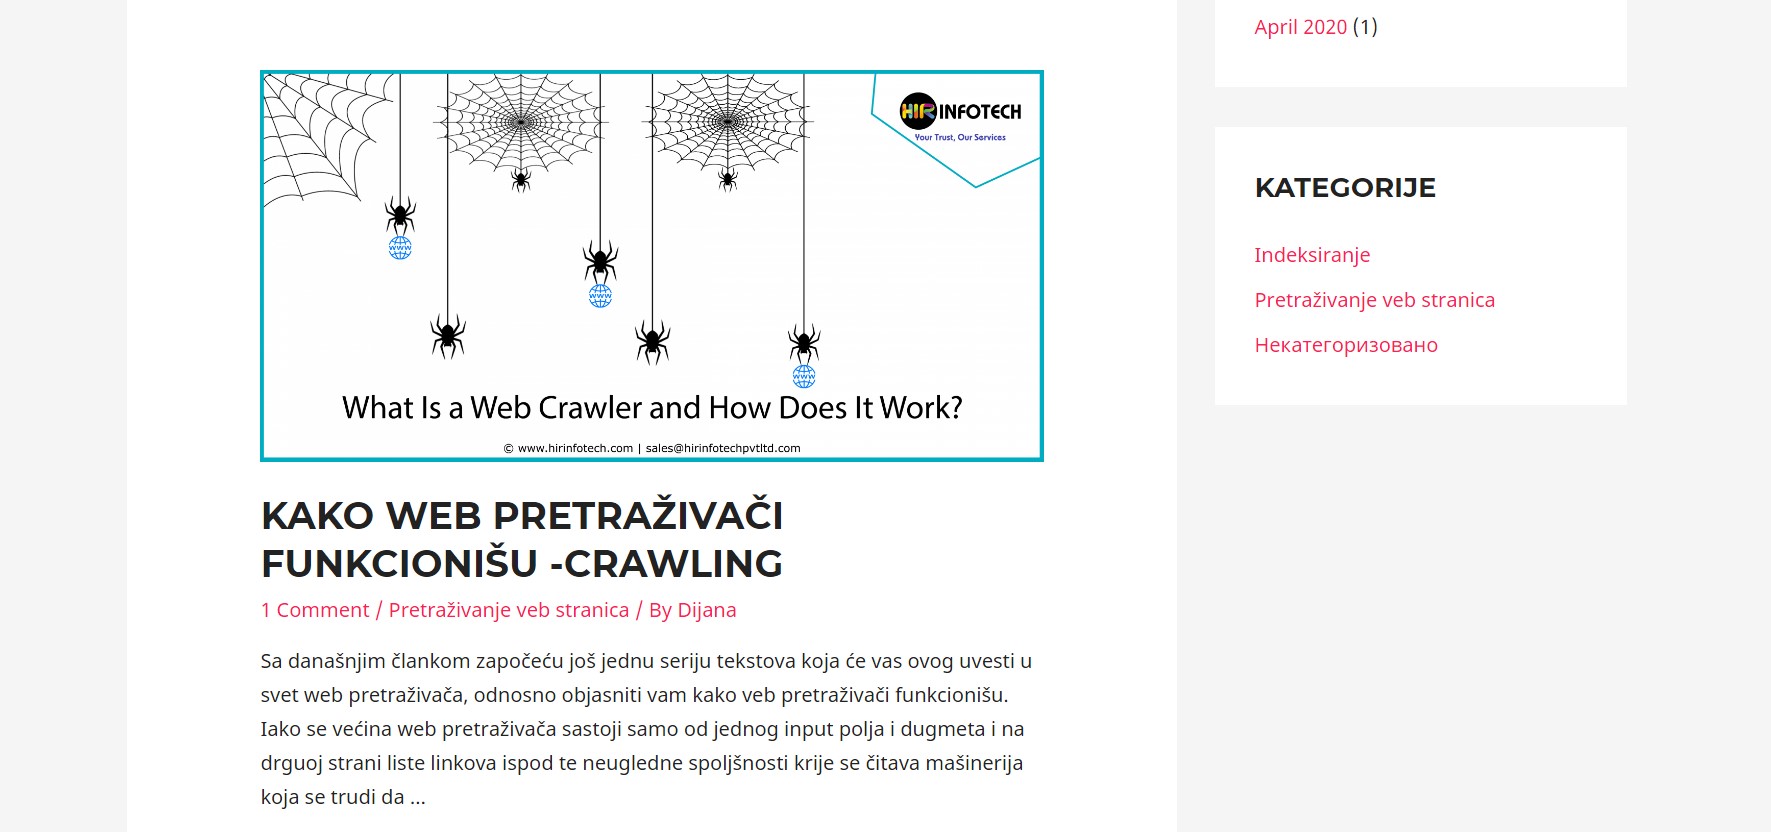 April 2020 (1)
HIR INFOTECH
Your Trust, Our Services
www
www
www
What Is a Web Crawler and How Does It Work?
© www.hirinfotech.com | sales@hirinfotechpvtltd.com
KAKO WEB PRETRAŽIVAČI
FUNKCIONIŠU -CRAWLING
1 Comment / Pretraživanje veb stranica / By Dijana
Sa današnjim člankom započeću još jednu seriju tekstova koja će vas ovog uvesti u
svet web pretraživača, odnosno objasniti vam kako veb pretraživači funkcionišu.
Iako se većina web pretraživača sastoji samo od jednog input polja i dugmeta i na
drguoj strani liste linkova ispod te neugledne spoljšnosti krije se čitava mašinerija
koja se trudi da …
KATEGORIJE
Indeksiranje
Pretraživanje veb stranica
Некатегоризовано